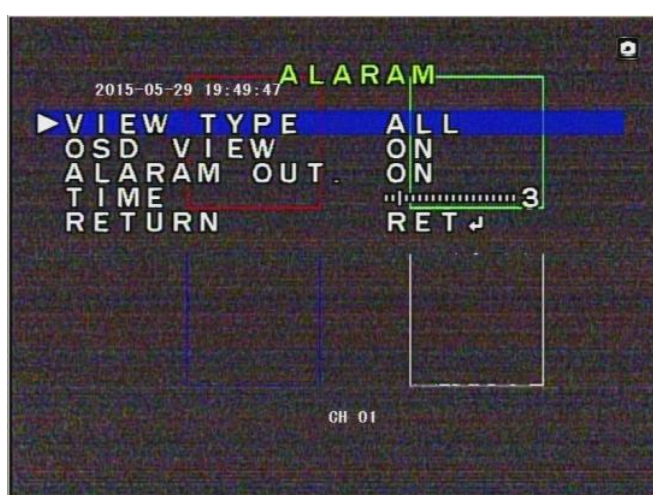 ALARAM
2015-05-29 19:49:47
VIEW TYPE ALL
OSD VIEW ON
ALARAM OUT. ON
TIME 3
RETURN RET↲
CH 01